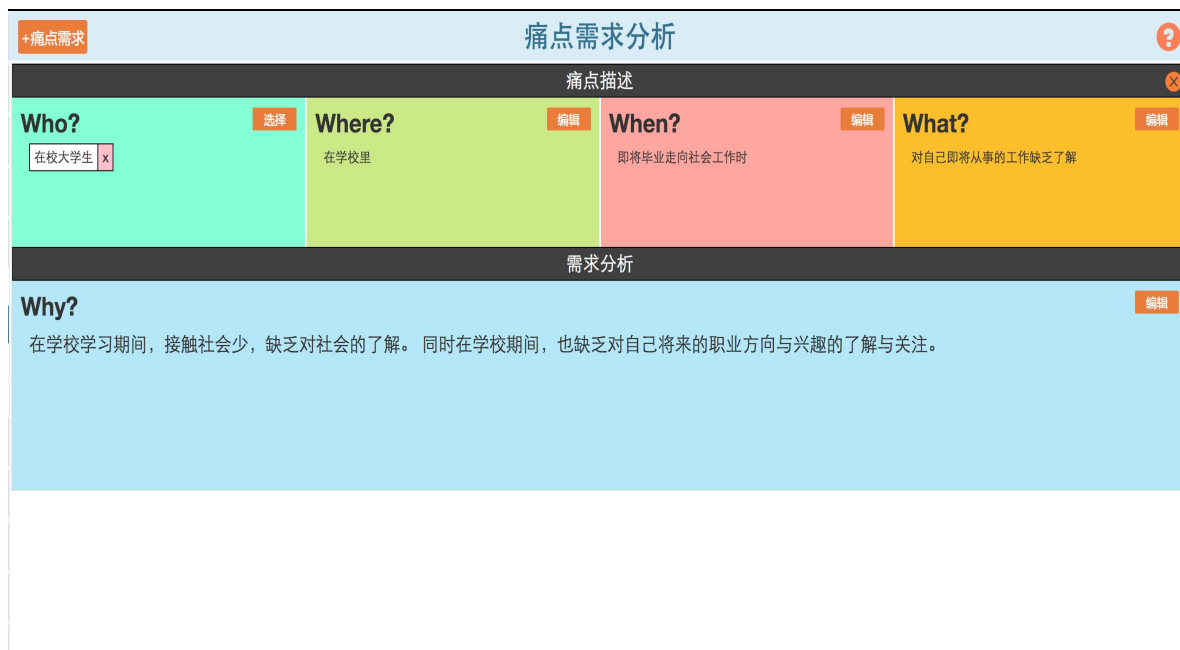 +痛点需求
痛点需求分析
?
痛点描述
X
Who?
选择
Where?
编辑
When?
编辑
What?
编辑
在校大学生 x
在学校里
即将毕业走向社会工作时
对自己即将从事的工作缺乏了解
需求分析
Why?
编辑
在学校学习期间，接触社会少，缺乏对社会的了解。 同时在学校期间，也缺乏对自己将来的职业方向与兴趣的了解与关注。